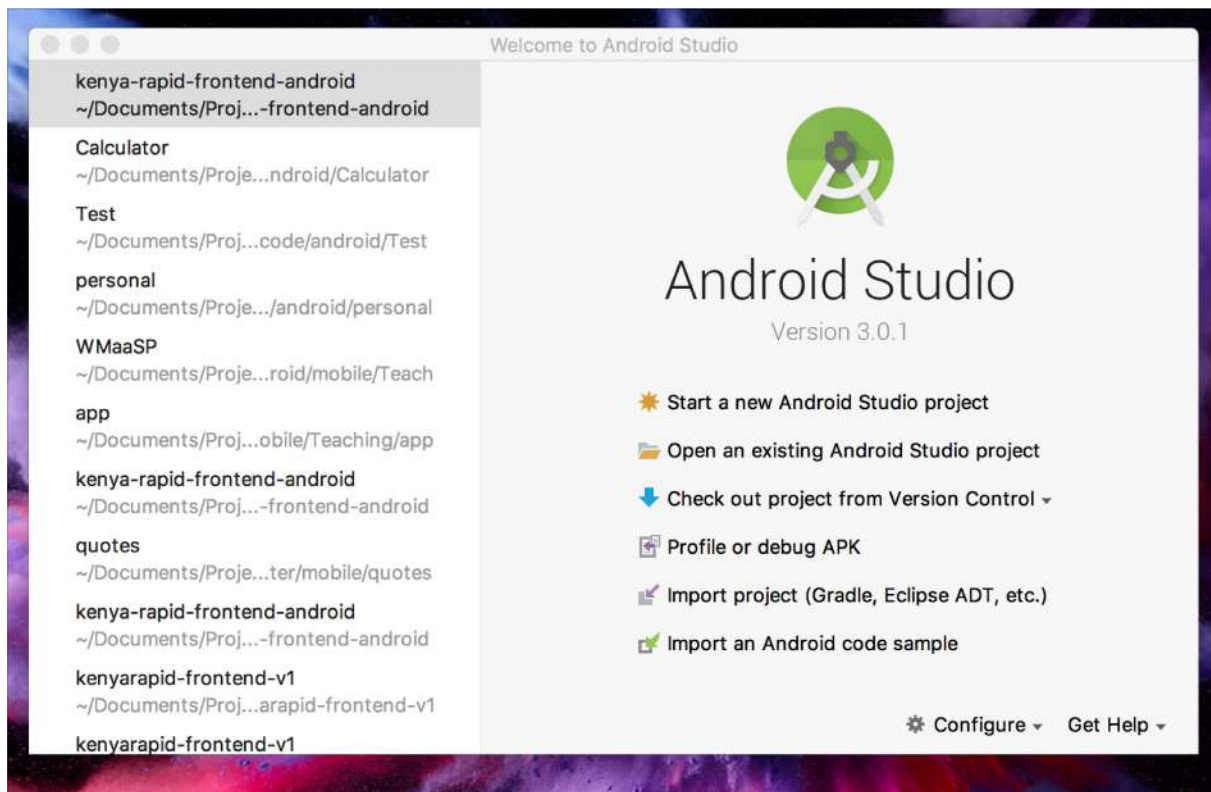 Welcome to Android Studio
kenya-rapid-frontend-android
~/Documents/Proj...-frontend-android
Calculator
~/Documents/Proje...ndroid/Calculator
Test
~/Documents/Proj...code/android/Test
personal
~/Documents/Proje.../android/personal
WMaaSP
~/Documents/Proje...roid/mobile/Teach
app
~/Documents/Proj...obile/Teaching/app
kenya-rapid-frontend-android
~/Documents/Proj...-frontend-android
quotes
~/Documents/Proje...ter/mobile/quotes
kenya-rapid-frontend-android
~/Documents/Proj...-frontend-android
kenyarapid-frontend-v1
~/Documents/Proj...arapid-frontend-v1
kenyarapid-frontend-v1
Android Studio
Version 3.0.1
Start a new Android Studio project
Open an existing Android Studio project
Check out project from Version Control
Profile or debug APK
Import project (Gradle, Eclipse ADT, etc.)
Import an Android code sample
Configure
Get Help